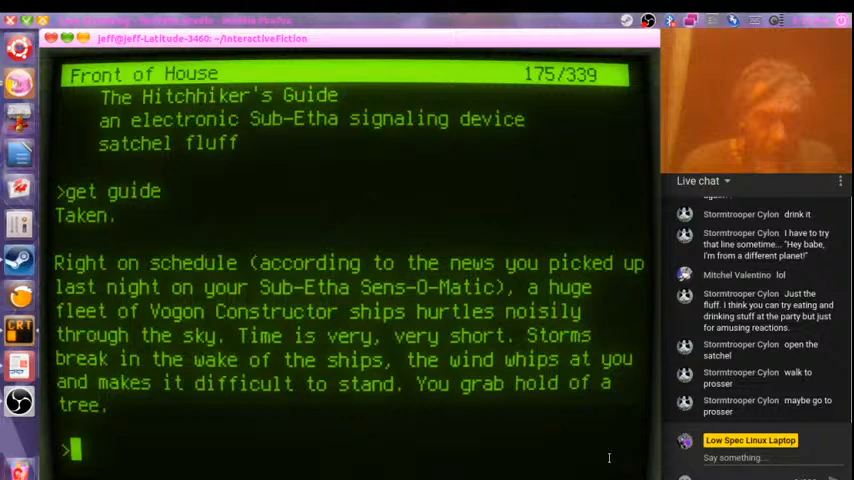 jeff@jeff-Latitude-3460: ~/InteractiveFiction
Front of House 175/339
The Hitchhiker's Guide
an electronic Sub-Etha signaling device
satchel fluff
>get guide
Taken.
Right on schedule (according to the news you picked up
last night on your Sub-Etha Sens-O-Matic), a huge
fleet of Vogon Constructor ships hurtles noisily
through the sky. Time is very, very short. Storms
break in the wake of the ships, the wind whips at you
and makes it difficult to stand. You grab hold of a
tree.
>
CRT
Live chat
Stormtrooper Cylon drink it
Stormtrooper Cylon I have to try
that line sometime... "Hey babe,
I'm from a different planet!"
Mitchel Valentino lol
Stormtrooper Cylon Just the
fluff. I think you can try eating and
drinking stuff at the party but just
for amusing reactions.
Stormtrooper Cylon open the
satchel
Stormtrooper Cylon walk to
prosser
Stormtrooper Cylon maybe go to
prosser
Low Spec Linux Laptop
Say something...